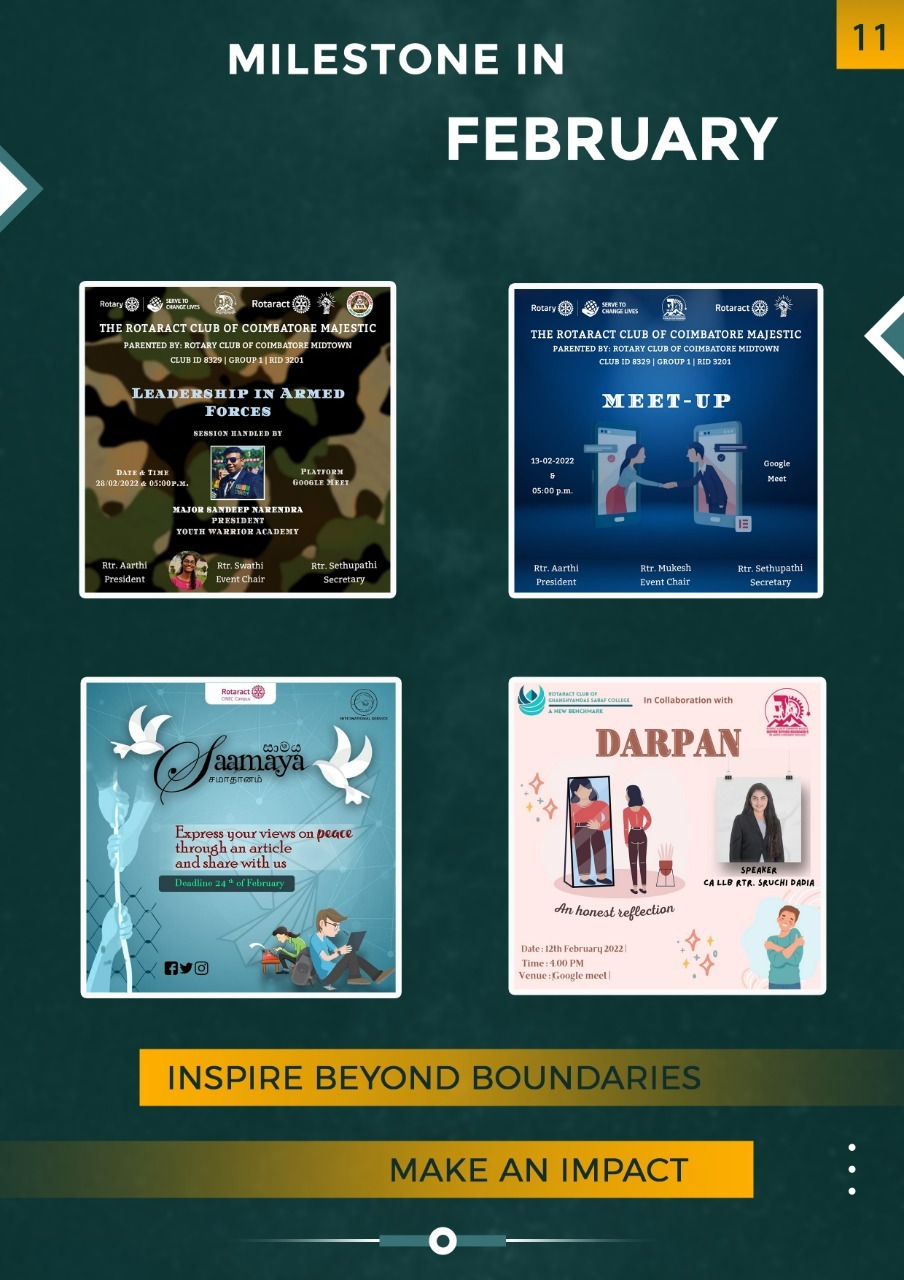 11
MILESTONE IN
FEBRUARY
Rotary
SERVE TO
CHANGE LIVES
Rotaract
THE ROTARACT CLUB OF COIMBATORE MAJESTIC
PARENTED BY: ROTARY CLUB OF COIMBATORE MIDTOWN
CLUB ID 8329 | GROUP 1 | RID 3201
LEADERSHIP IN ARMED
FORCES
SESSION HANDLED BY
DATE & TIME
28/02/2022 & 05:00P.M.
PLATFORM
GOOGLE MEET
MAJOR SANDEEP NARENDRA
PRESIDENT
YOUTH WARRIOR ACADEMY
Rtr. Aarthi
President
Rtr. Swathi
Event Chair
Rtr. Sethupathi
Secretary
Rotary
SERVE TO
CHANGE LIVES
Rotaract
THE ROTARACT CLUB OF COIMBATORE MAJESTIC
PARENTED BY: ROTARY CLUB OF COIMBATORE MIDTOWN
CLUB ID 8329 | GROUP 1 | RID 3201
MEET-UP
13-02-2022
&
05:00 p.m.
Google
Meet
Rtr. Aarthi
President
Rtr. Mukesh
Event Chair
Rtr. Sethupathi
Secretary
Rotaract
CINEC Campus
INTERNATIONAL SERVICE
සාමය
Saamaya
சமாதானம்
Express your views on peace
through an article
and share with us
Deadline 24th of February
ROTARACT CLUB OF
GHANSHYAMDAS SARAF COLLEGE
A NEW BENCHMARK
In Collaboration with
DARPAN
SPEAKER
CA LLB RTR. SRUCHI DADIA
An honest reflection
Date : 12th February 2022 |
Time : 4.00 PM
Venue : Google meet |
INSPIRE BEYOND BOUNDARIES
MAKE AN IMPACT